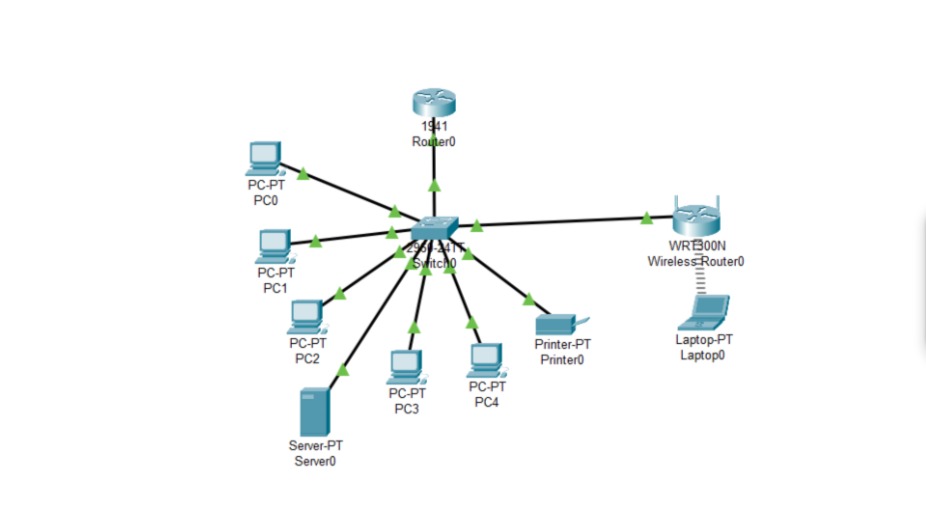 1941
Router0
PC-PT
PC0
PC-PT
PC1
2960-24TT
Switch0
WRT300N
Wireless Router0
PC-PT
PC2
Printer-PT
Printer0
Laptop-PT
Laptop0
PC-PT
PC3
PC-PT
PC4
Server-PT
Server0